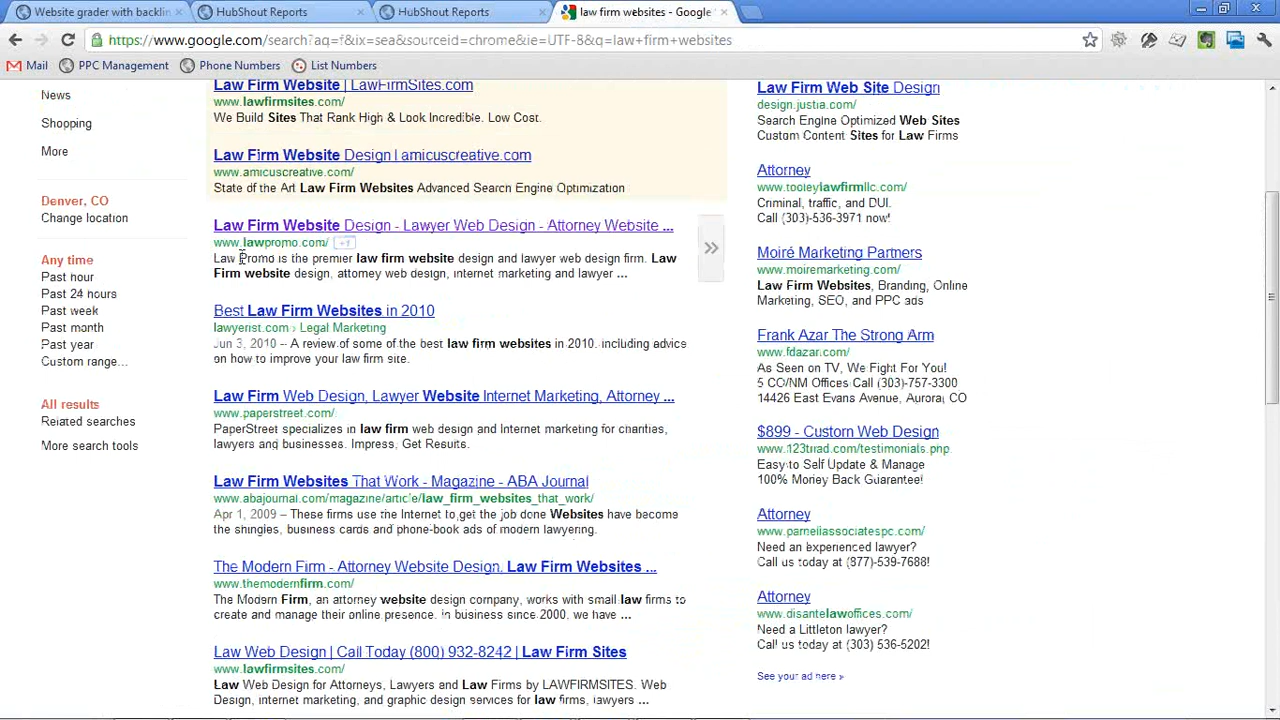 Website grader with backlin
HubShout Reports
HubShout Reports
law firm websites - Google
https://www.google.com/search?aq=f&ix=sea&sourceid=chrome&ie=UTF-8&q=law+firm+websites
Mail PPC Management Phone Numbers List Numbers
News
Shopping
More
Denver, CO
Change location
Any time
Past hour
Past 24 hours
Past week
Past month
Past year
Custom range...
All results
Related searches
More search tools
Law Firm Website | LawFirmSites.com
www.lawfirmsites.com/
We Build Sites That Rank High & Look Incredible. Low Cost.
Law Firm Website Design | amicuscreative.com
www.amicuscreative.com/
State of the Art Law Firm Websites Advanced Search Engine Optimization
Law Firm Website Design - Lawyer Web Design - Attorney Website ...
www.lawpromo.com/ +1
Law Promo is the premier law firm website design and lawyer web design firm. Law
Firm website design, attorney web design, internet marketing and lawyer ...
Best Law Firm Websites in 2010
lawyerist.com › Legal Marketing
Jun 3, 2010 – A review of some of the best law firm websites in 2010, including advice
on how to improve your law firm site.
Law Firm Web Design, Lawyer Website Internet Marketing, Attorney ...
www.paperstreet.com/
PaperStreet specializes in law firm web design and Internet marketing for charities,
lawyers and businesses. Impress, Get Results.
Law Firm Websites That Work - Magazine - ABA Journal
www.abajournal.com/magazine/article/law_firm_websites_that_work/
Apr 1, 2009 – These firms use the Internet to get the job done Websites have become
the shingles, business cards and phone-book ads of modern lawyering.
The Modern Firm - Attorney Website Design, Law Firm Websites ...
www.themodernfirm.com/
The Modern Firm, an attorney website design company, works with small law firms to
create and manage their online presence. in business since 2000, we have ...
Law Web Design | Call Today (800) 932-8242 | Law Firm Sites
www.lawfirmsites.com/
Law Web Design for Attorneys, Lawyers and Law Firms by LAWFIRMSITES. Web
Design, internet marketing, and graphic design services for law firms, lawyers ...
»
Law Firm Web Site Design
design.justia.com/
Search Engine Optimized Web Sites
Custom Content Sites for Law Firms
Attorney
www.tooleylawfirmllc.com/
Criminal, traffic, and DUI.
Call (303)-536-3971 now!
Moiré Marketing Partners
www.moiremarketing.com/
Law Firm Websites, Branding, Online
Marketing, SEO, and PPC ads
Frank Azar The Strong Arm
www.fdazar.com/
As Seen on TV, We Fight For You!
5 CO/NM Offices Call (303)-757-3300
14426 East Evans Avenue, Aurora, CO
$899 - Custom Web Design
www.123triad.com/testimonials.php
Easy to Self Update & Manage
100% Money Back Guarantee!
Attorney
www.parnellassociatespc.com/
Need an Experienced lawyer?
Call us today at (877)-539-7688!
Attorney
www.disantelawoffices.com/
Need a Littleton lawyer?
Call us today at (303) 536-5202!
See your ad here »